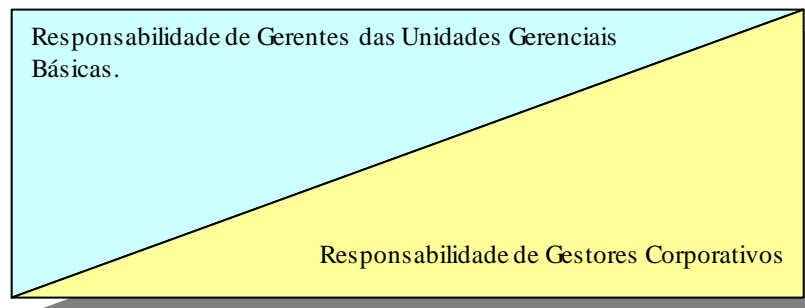 Responsabilidade de Gerentes das Unidades Gerenciais
Básicas.
Responsabilidade de Gestores Corporativos